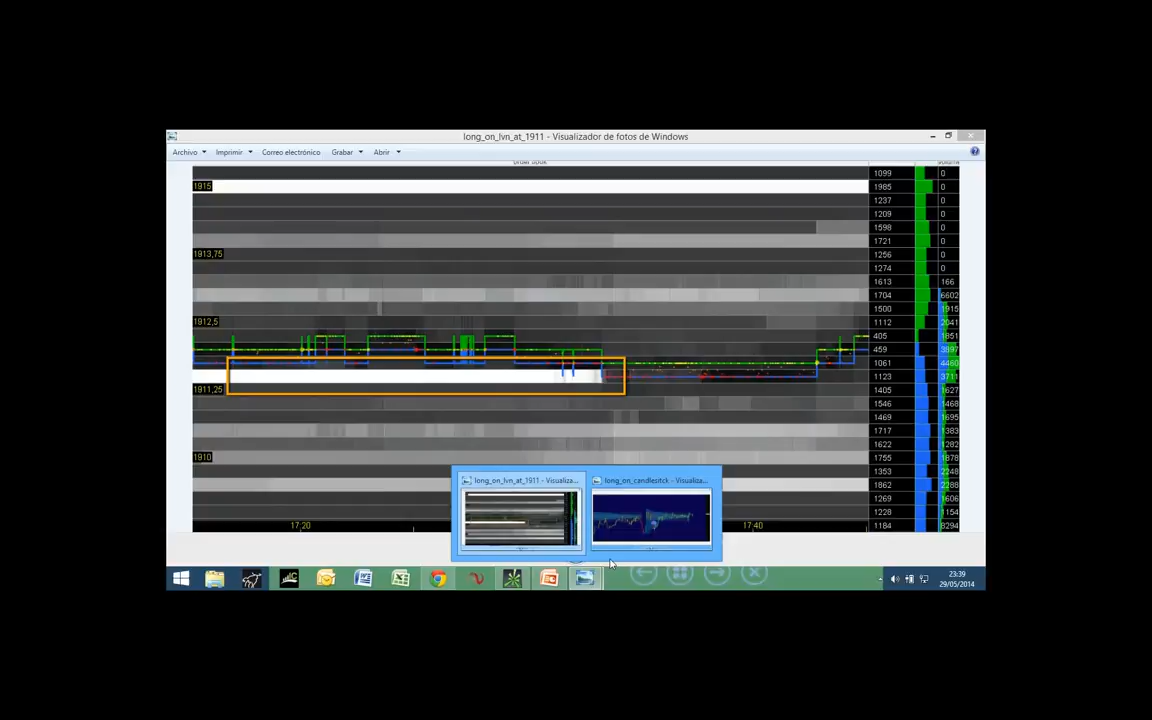 long_on_lvn_at_1911 - Visualizador de fotos de Windows
Archivo Imprimir Correo electrónico Grabar Abrir
volume
1099 0
1915 1985 0
1237 0
1209 0
1598 0
1721 0
1913,75 1256 0
1274 0
1613 166
1704 6602
1500 1915
1912,5 1112 2041
405 1851
459 3897
1061 4460
1123 3711
1911,25 1405 1627
1546 1468
1469 1695
1717 1383
1622 1282
1910 1755 1878
1353 2248
1862 2288
1269 1606
1228 1154
17:20 17:40 1184 8294
long_on_lvn_at_1911 - Visualiza... long_on_candlesitck - Visualiza...
23:39
29/05/2014